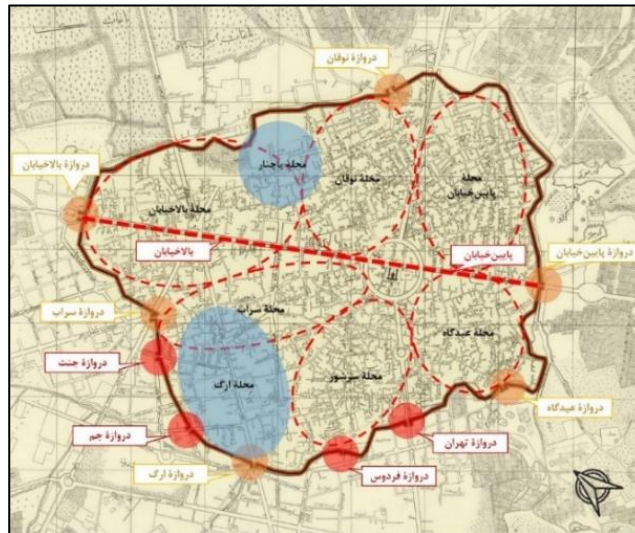 دروازهٔ نوقان
محلهٔ پاچنار
دروازهٔ بالاخیابان
محلهٔ نوقان
محلهٔ
پایین‌خیابان
محلهٔ بالاخیابان
بالاخیابان
پایین‌خیابان
دروازهٔ پایین‌خیابان
محلهٔ سراب
دروازهٔ سراب
محلهٔ عیدگاه
دروازهٔ جنت
محلهٔ ارگ
محلهٔ سرشور
دروازهٔ عیدگاه
دروازهٔ جم
دروازهٔ تهران
دروازهٔ ارگ
دروازهٔ فردوس